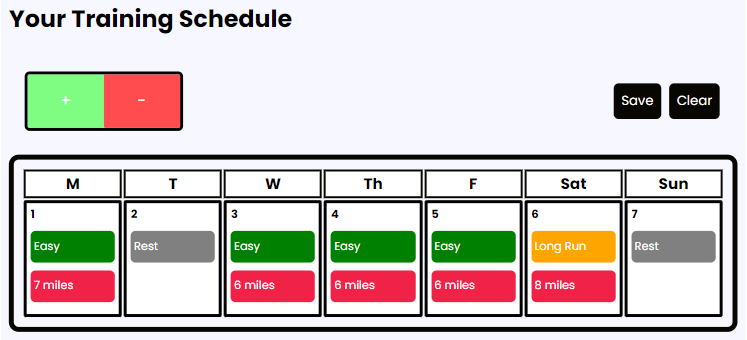 Your Training Schedule
+ -
Save Clear
M T W Th F Sat Sun
1 2 3 4 5 6 7
Easy Rest Easy Easy Easy Long Run Rest
7 miles 6 miles 6 miles 6 miles 8 miles